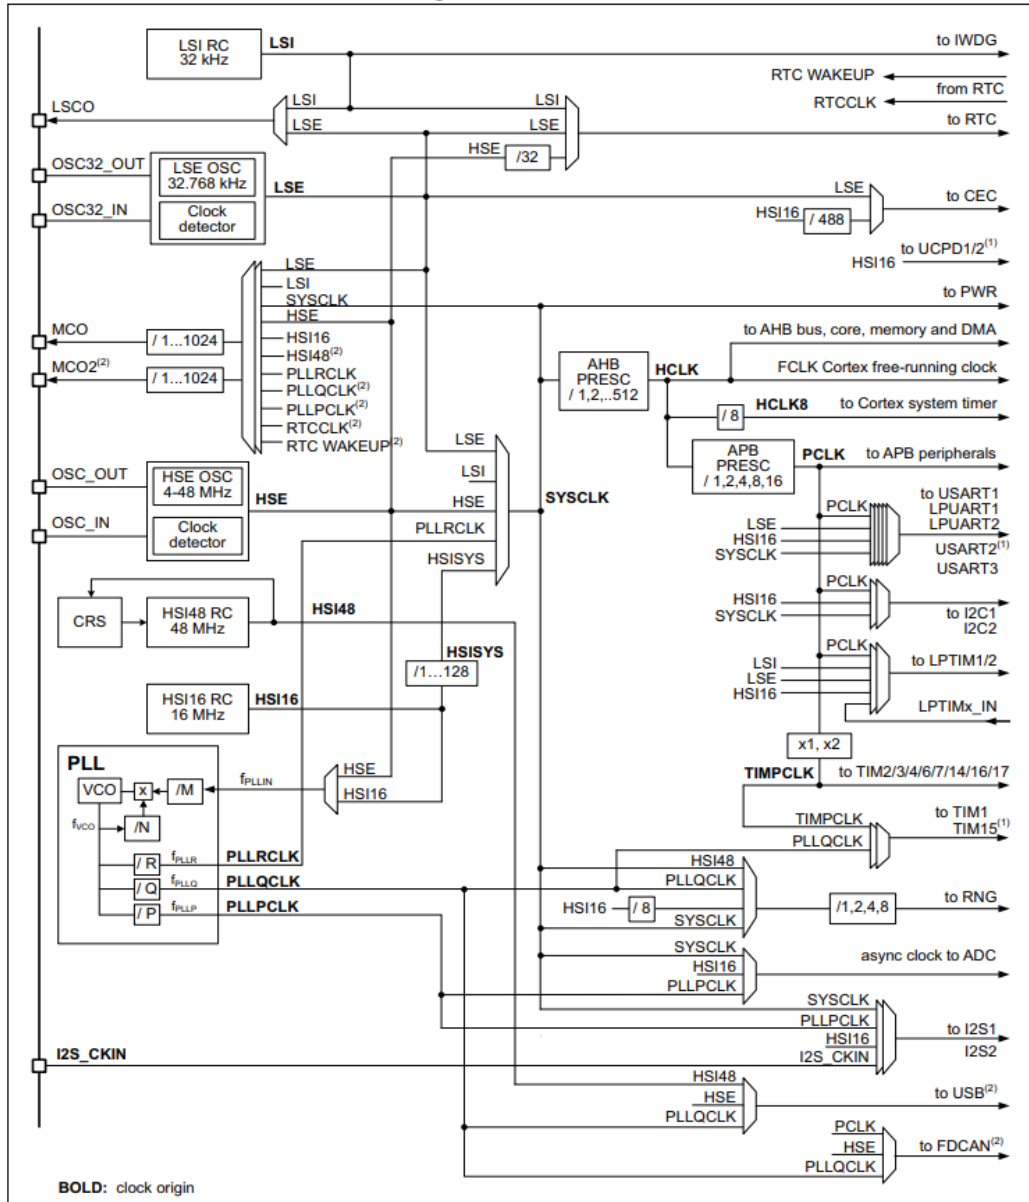 LSI RC
32 kHz
LSI
to IWDG
RTC WAKEUP
from RTC
RTCCLK
LSCO
LSI
LSE
LSI
LSE
HSE
/32
to RTC
OSC32_OUT
LSE OSC
32.768 kHz
LSE
OSC32_IN
Clock
detector
LSE
HSI16
/ 488
to CEC
to UCPD1/2(1)
HSI16
LSE
LSI
SYSCLK
HSE
HSI16
HSI48(2)
PLLRCLK
PLLQCLK(2)
PLLPCLK(2)
RTCCLK(2)
RTC WAKEUP(2)
to PWR
MCO
/ 1...1024
MCO2(2)
/ 1...1024
AHB
PRESC
/ 1,2,..512
HCLK
to AHB bus, core, memory and DMA
FCLK Cortex free-running clock
/ 8
HCLK8
to Cortex system timer
APB
PRESC
/ 1,2,4,8,16
PCLK
to APB peripherals
OSC_OUT
HSE OSC
4-48 MHz
HSE
OSC_IN
Clock
detector
LSE
LSI
HSE
PLLRCLK
HSISYS
SYSCLK
PCLK
LSE
HSI16
SYSCLK
to USART1
LPUART1
LPUART2
USART2(1)
USART3
CRS
HSI48 RC
48 MHz
HSI48
PCLK
HSI16
SYSCLK
to I2C1
I2C2
HSISYS
/1...128
HSI16 RC
16 MHz
HSI16
PCLK
LSI
LSE
HSI16
to LPTIM1/2
LPTIMx_IN
x1, x2
TIMPCLK
to TIM2/3/4/6/7/14/16/17
PLL
VCO
x
/M
fPLLIN
HSE
HSI16
fVCO
/N
/ R
fPLLR
PLLRCLK
/ Q
fPLLQ
PLLQCLK
/ P
fPLLP
PLLPCLK
TIMPCLK
PLLQCLK
to TIM1
TIM15(1)
HSI48
PLLQCLK
HSI16
/ 8
SYSCLK
/1,2,4,8
to RNG
SYSCLK
HSI16
PLLPCLK
async clock to ADC
SYSCLK
PLLPCLK
HSI16
I2S_CKIN
to I2S1
I2S2
I2S_CKIN
HSI48
HSE
PLLQCLK
to USB(2)
PCLK
HSE
PLLQCLK
to FDCAN(2)
BOLD: clock origin